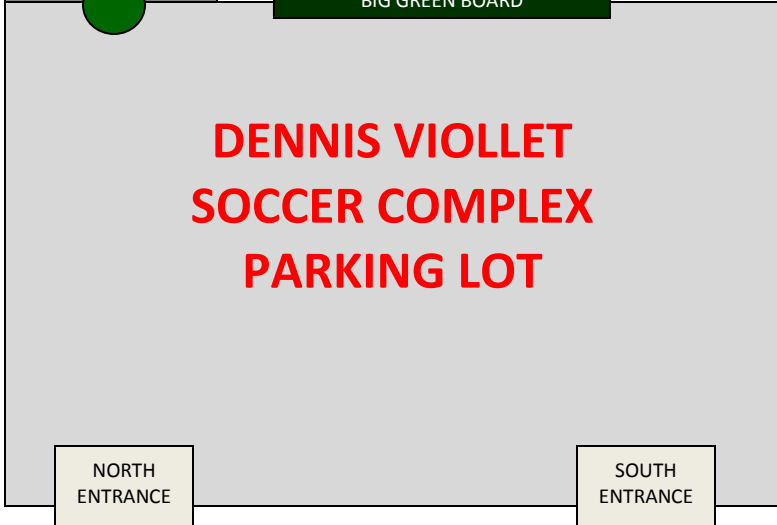 BIG GREEN BOARD
DENNIS VIOLLET
SOCCER COMPLEX
PARKING LOT
NORTH
ENTRANCE
SOUTH
ENTRANCE